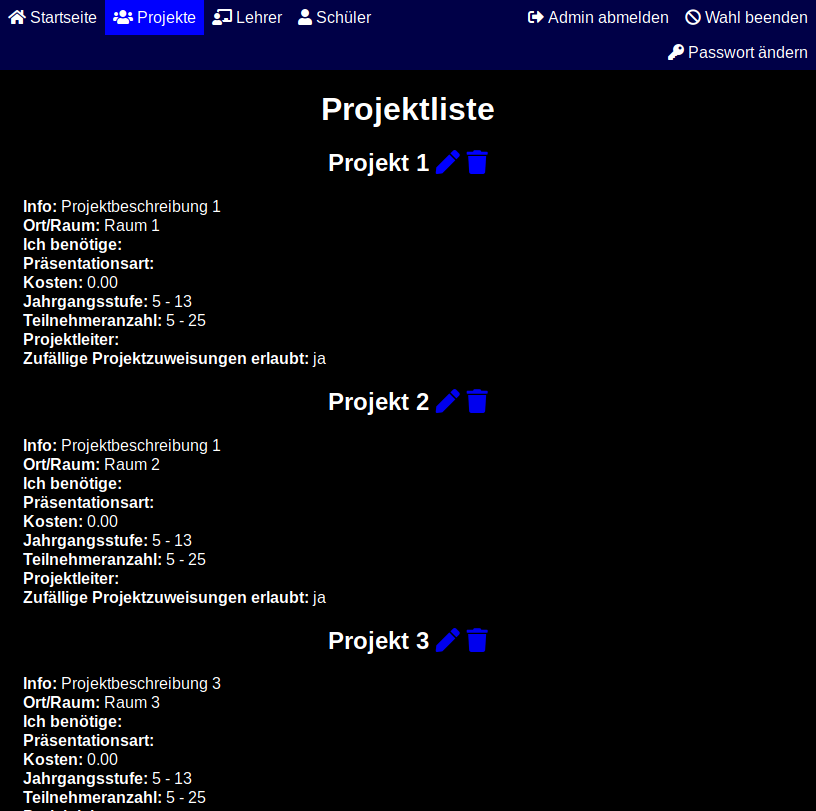 Startseite Projekte Lehrer Schüler Admin abmelden Wahl beenden
Passwort ändern
Projektliste
Projekt 1
Info: Projektbeschreibung 1
Ort/Raum: Raum 1
Ich benötige:
Präsentationsart:
Kosten: 0.00
Jahrgangsstufe: 5 - 13
Teilnehmeranzahl: 5 - 25
Projektleiter:
Zufällige Projektzuweisungen erlaubt: ja
Projekt 2
Info: Projektbeschreibung 1
Ort/Raum: Raum 2
Ich benötige:
Präsentationsart:
Kosten: 0.00
Jahrgangsstufe: 5 - 13
Teilnehmeranzahl: 5 - 25
Projektleiter:
Zufällige Projektzuweisungen erlaubt: ja
Projekt 3
Info: Projektbeschreibung 3
Ort/Raum: Raum 3
Ich benötige:
Präsentationsart:
Kosten: 0.00
Jahrgangsstufe: 5 - 13
Teilnehmeranzahl: 5 - 25